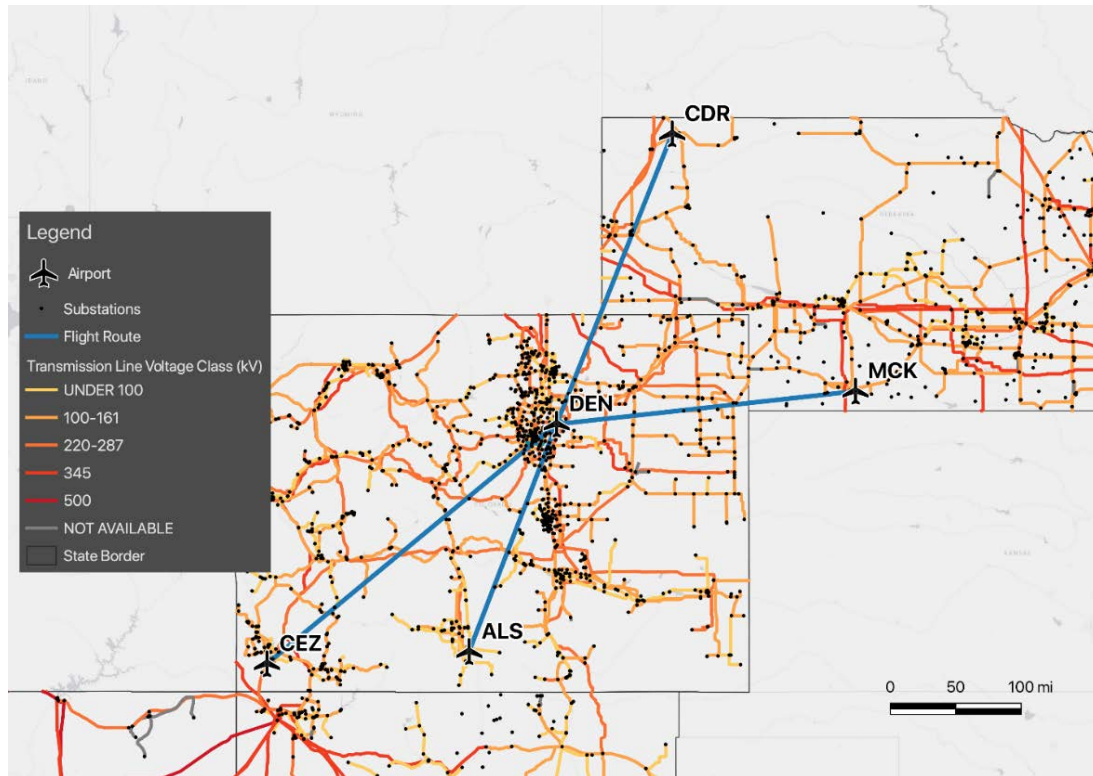 CDR
Legend
Airport
Substations
Flight Route
Transmission Line Voltage Class (kV)
UNDER 100
100-161
220-287
345
500
NOT AVAILABLE
State Border
MCK
DEN
CEZ
ALS
0 50 100 mi